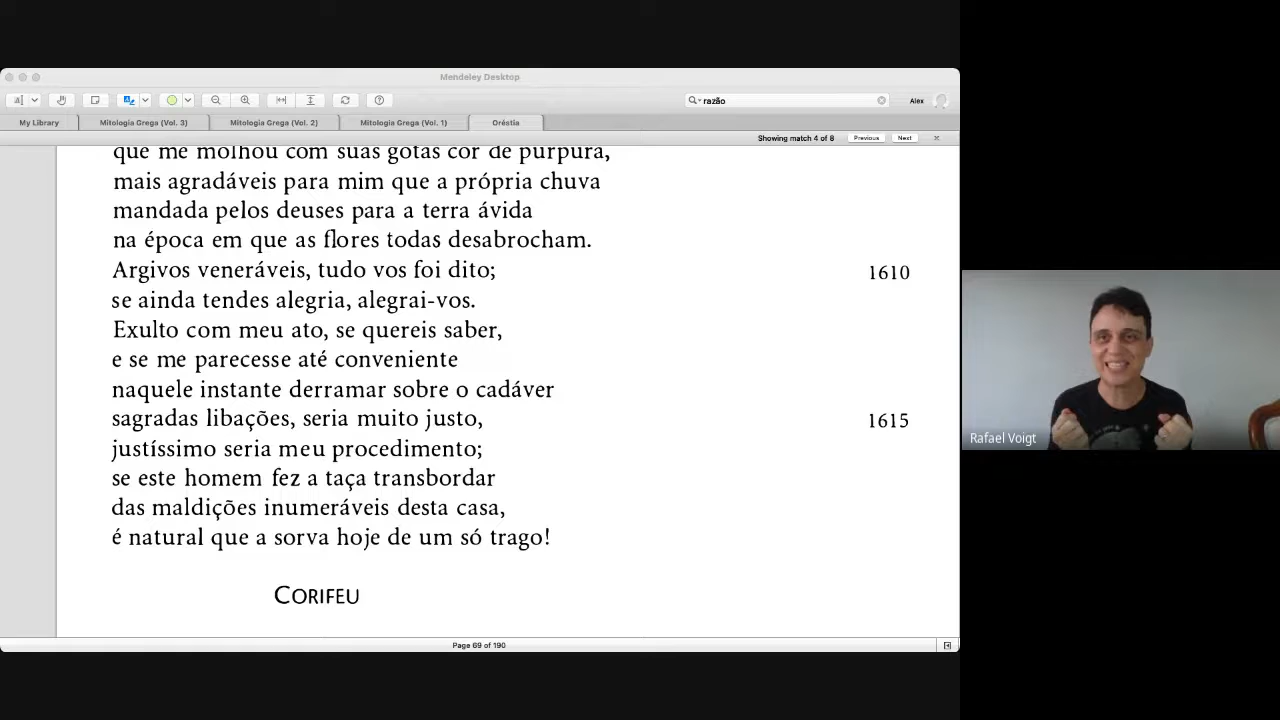 Mendeley Desktop
razão
Alex
My Library
Mitologia Grega (Vol. 3)
Mitologia Grega (Vol. 2)
Mitologia Grega (Vol. 1)
Oréstia
Showing match 4 of 8
Previous
Next
que me molhou com suas gotas cor de púrpura,
mais agradáveis para mim que a própria chuva
mandada pelos deuses para a terra ávida
na época em que as flores todas desabrocham.
Argivos veneráveis, tudo vos foi dito; 1610
se ainda tendes alegria, alegrai-vos.
Exulto com meu ato, se quereis saber,
e se me parecesse até conveniente
naquele instante derramar sobre o cadáver
sagradas libações, seria muito justo, 1615
justíssimo seria meu procedimento;
se este homem fez a taça transbordar
das maldições inumeráveis desta casa,
é natural que a sorva hoje de um só trago!
CORIFEU
Page 69 of 190
Rafael Voigt